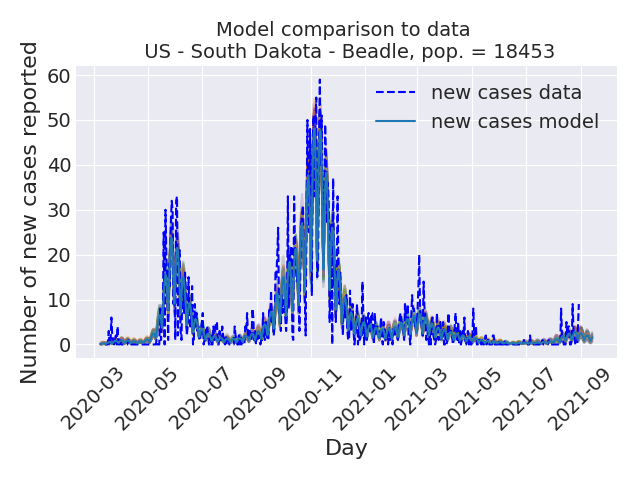 Model comparison to data
US - South Dakota - Beadle, pop. = 18453
Number of new cases reported
60
50
40
30
20
10
0
new cases data
new cases model
2020-03
2020-05
2020-07
2020-09
2020-11
2021-01
2021-03
2021-05
2021-07
2021-09
Day